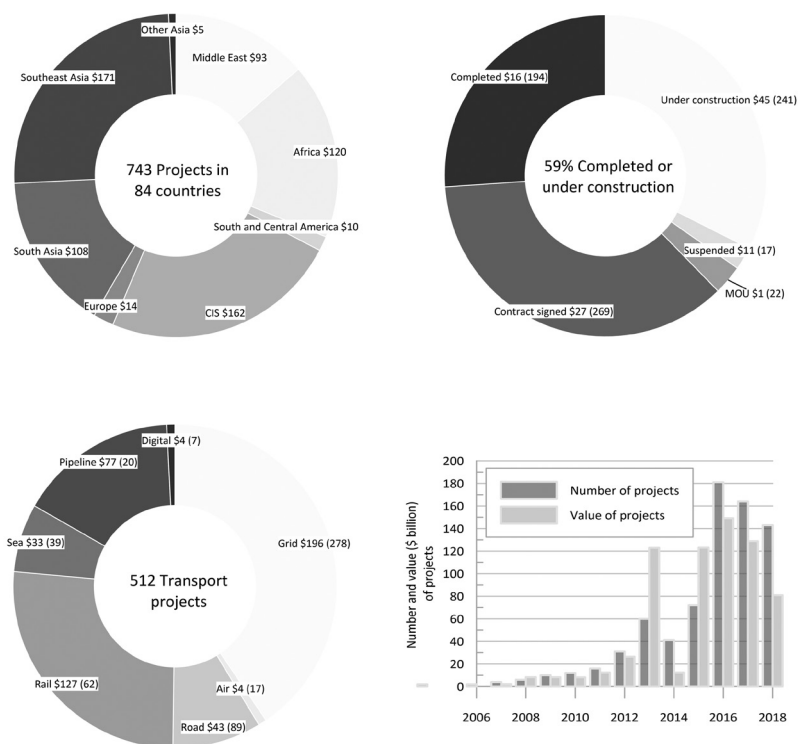 Other Asia $5
Middle East $93
Southeast Asia $171
Africa $120
743 Projects in
84 countries
South and Central America $10
South Asia $108
Europe $14
CIS $162
Completed $16 (194)
Under construction $45 (241)
59% Completed or
under construction
Suspended $11 (17)
MOU $1 (22)
Contract signed $27 (269)
Digital $4 (7)
Pipeline $77 (20)
Sea $33 (39)
Grid $196 (278)
512 Transport
projects
Rail $127 (62)
Air $4 (17)
Road $43 (89)
Number and value ($ billion)
of projects
200
180
160
140
120
100
80
60
40
20
0
Number of projects
Value of projects
2006 2008 2010 2012 2014 2016 2018